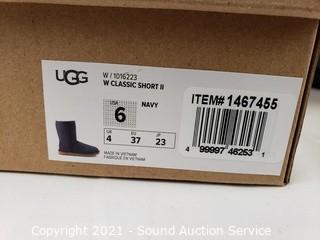 UGG
W / 1016223
W CLASSIC SHORT II
USA
6
NAVY
UK EU JP
4 37 23
MADE IN VIETNAM
FABRIQUÉ EN VIETNAM
ITEM# 1467455
4 99997 46253 1
Copyright 2021 - Sound Auction Service